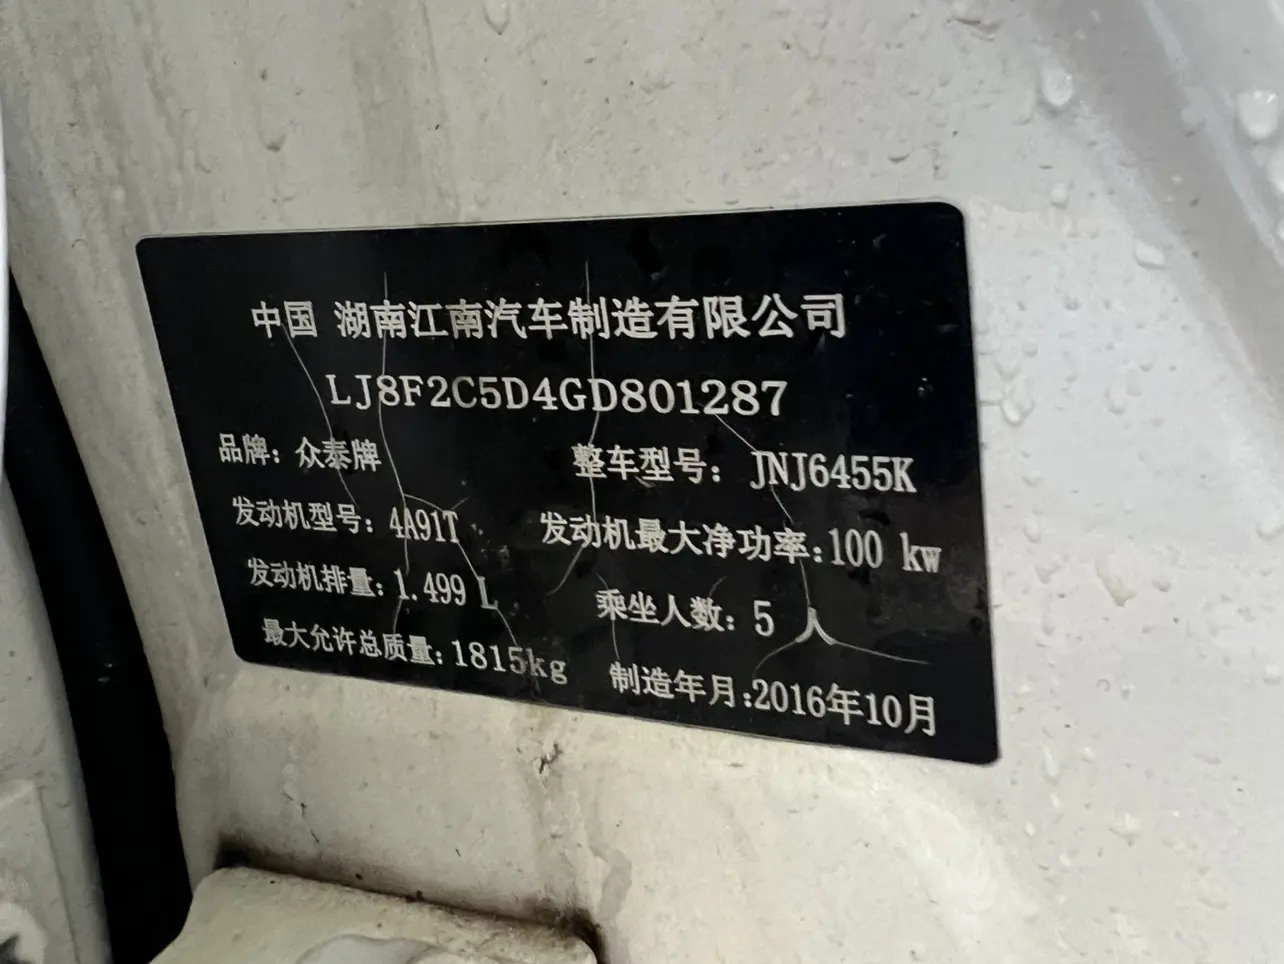 中国 湖南江南汽车制造有限公司
LJ8F2C5D4GD801287
品牌：众泰牌 整车型号：JNJ6455K
发动机型号：4A91T 发动机最大净功率：100 kw
发动机排量：1.499 L 乘坐人数：5 人
最大允许总质量：1815kg 制造年月：2016年10月